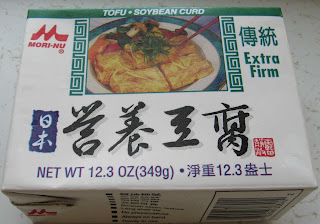 TOFU • SOYBEAN CURD
MORI-NU®
傳統
Extra
Firm
日本
營養豆腐
NET WT 12.3 OZ(349g) • 淨重12.3盎士